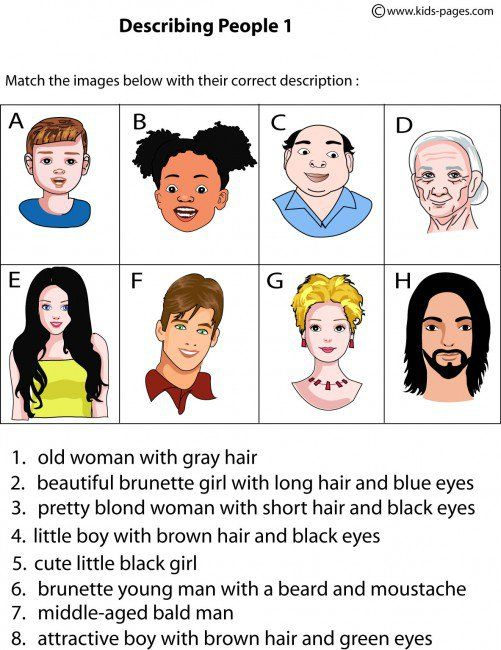 ©www.kids-pages.com
Describing People 1
Match the images below with their correct description :
A B C D
E F G H
1. old woman with gray hair
2. beautiful brunette girl with long hair and blue eyes
3. pretty blond woman with short hair and black eyes
4. little boy with brown hair and black eyes
5. cute little black girl
6. brunette young man with a beard and moustache
7. middle-aged bald man
8. attractive boy with brown hair and green eyes